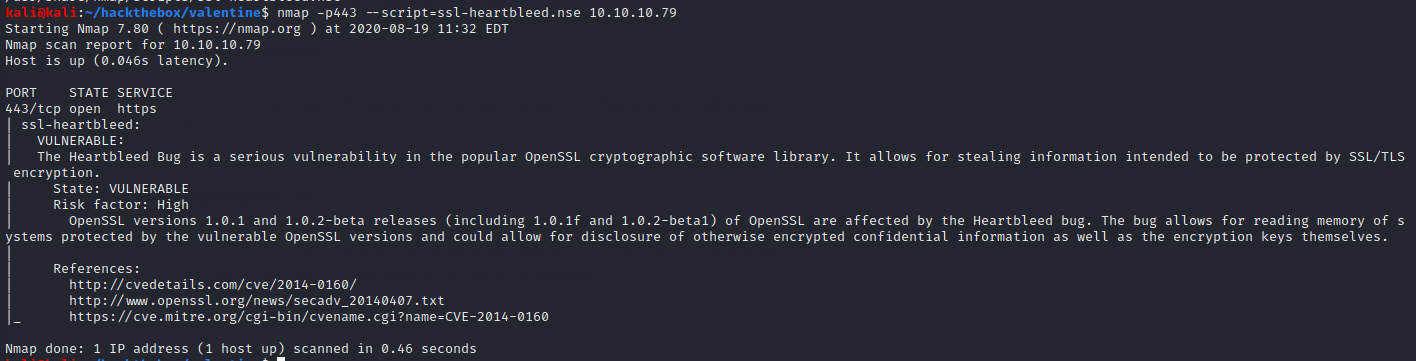 kali@kali:~/hackthebox/valentine$ nmap -p443 --script=ssl-heartbleed.nse 10.10.10.79
Starting Nmap 7.80 ( https://nmap.org ) at 2020-08-19 11:32 EDT
Nmap scan report for 10.10.10.79
Host is up (0.046s latency).

PORT    STATE SERVICE
443/tcp open  https
| ssl-heartbleed:
|   VULNERABLE:
|   The Heartbleed Bug is a serious vulnerability in the popular OpenSSL cryptographic software library. It allows for stealing information intended to be protected by SSL/TLS
 encryption.
|     State: VULNERABLE
|     Risk factor: High
|       OpenSSL versions 1.0.1 and 1.0.2-beta releases (including 1.0.1f and 1.0.2-beta1) of OpenSSL are affected by the Heartbleed bug. The bug allows for reading memory of s
ystems protected by the vulnerable OpenSSL versions and could allow for disclosure of otherwise encrypted confidential information as well as the encryption keys themselves.
|
|     References:
|       http://cvedetails.com/cve/2014-0160/
|       http://www.openssl.org/news/secadv_20140407.txt
|_      https://cve.mitre.org/cgi-bin/cvename.cgi?name=CVE-2014-0160

Nmap done: 1 IP address (1 host up) scanned in 0.46 seconds